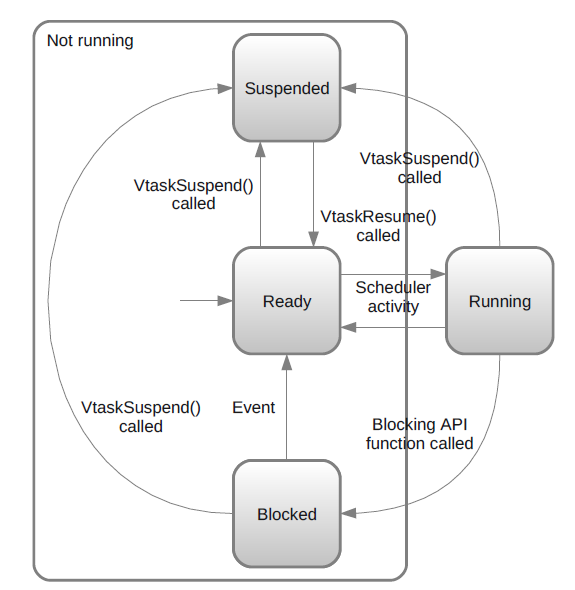 Not running
Suspended
VtaskSuspend()
called
VtaskSuspend()
called
VtaskResume()
called
Ready
Scheduler
activity
Running
VtaskSuspend()
called
Event
Blocking API
function called
Blocked